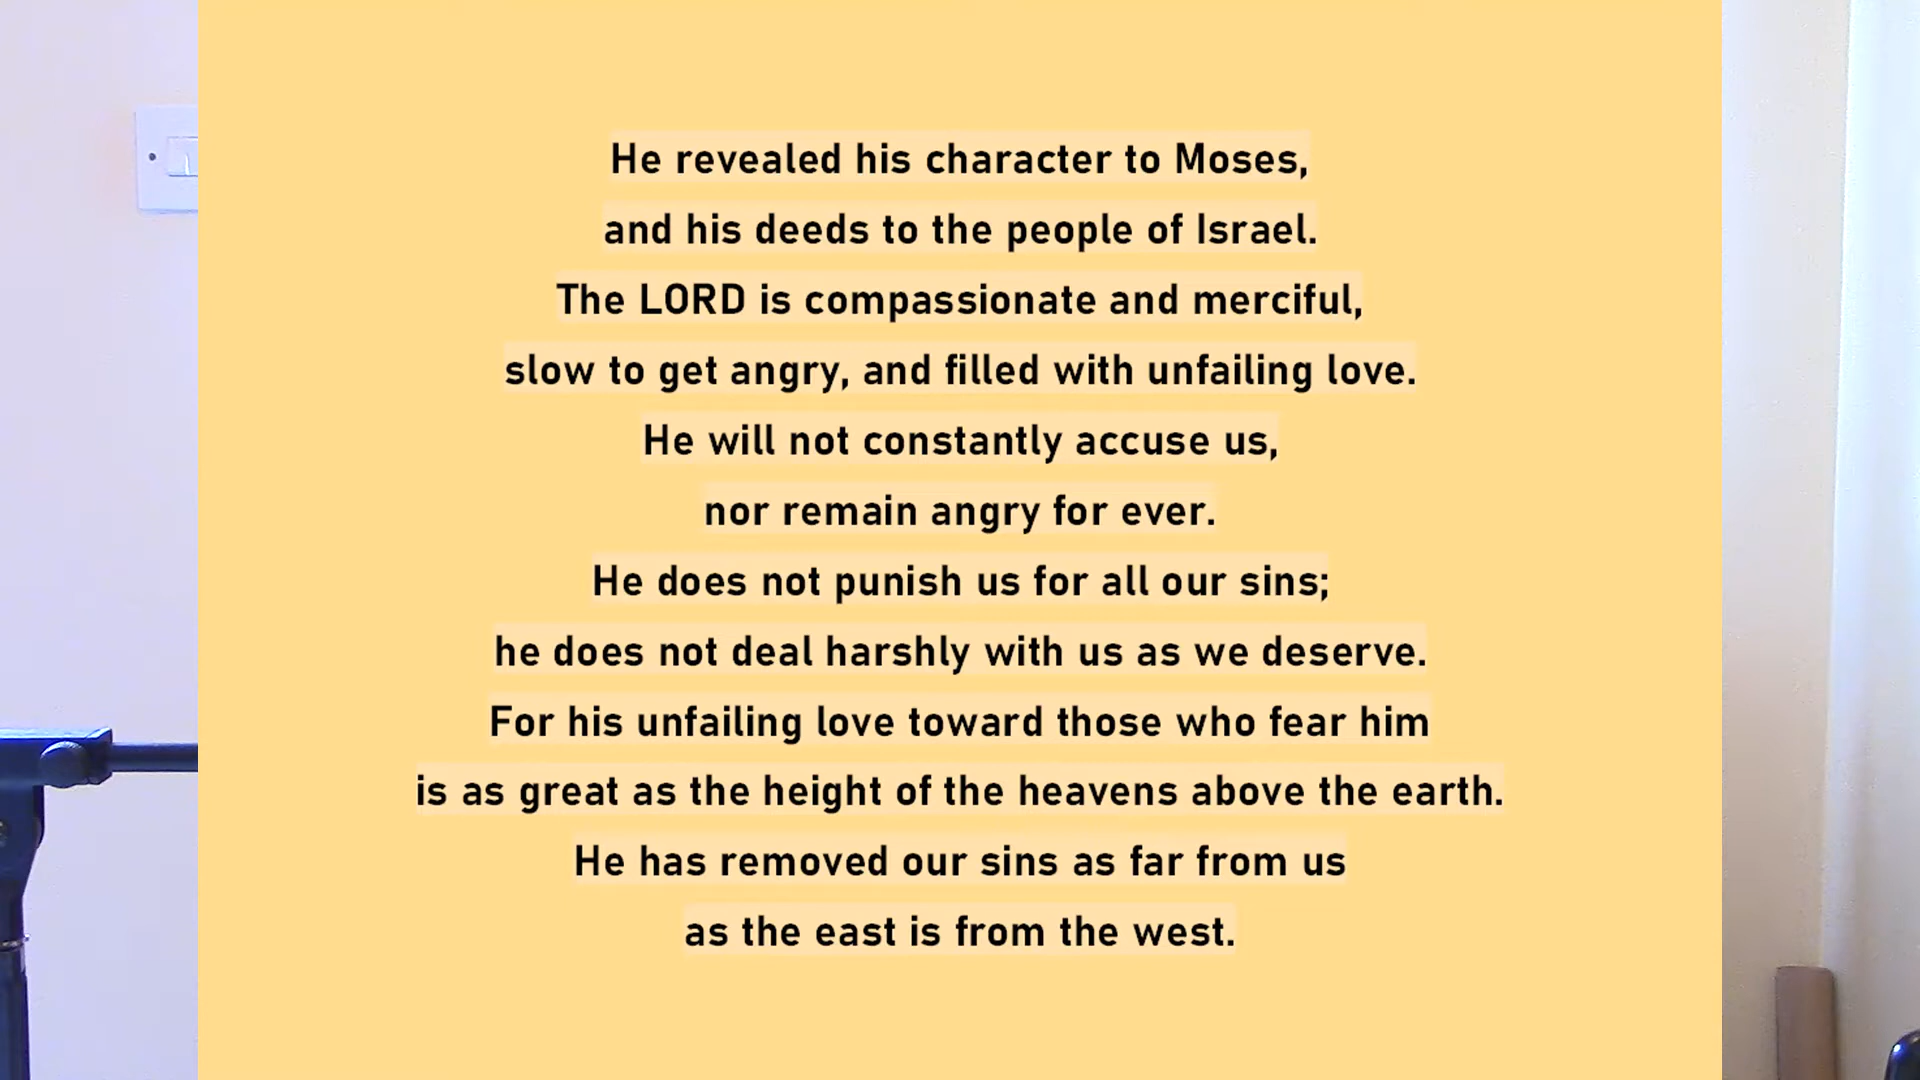 He revealed his character to Moses,
and his deeds to the people of Israel.
The LORD is compassionate and merciful,
slow to get angry, and filled with unfailing love.
He will not constantly accuse us,
nor remain angry for ever.
He does not punish us for all our sins;
he does not deal harshly with us as we deserve.
For his unfailing love toward those who fear him
is as great as the height of the heavens above the earth.
He has removed our sins as far from us
as the east is from the west.